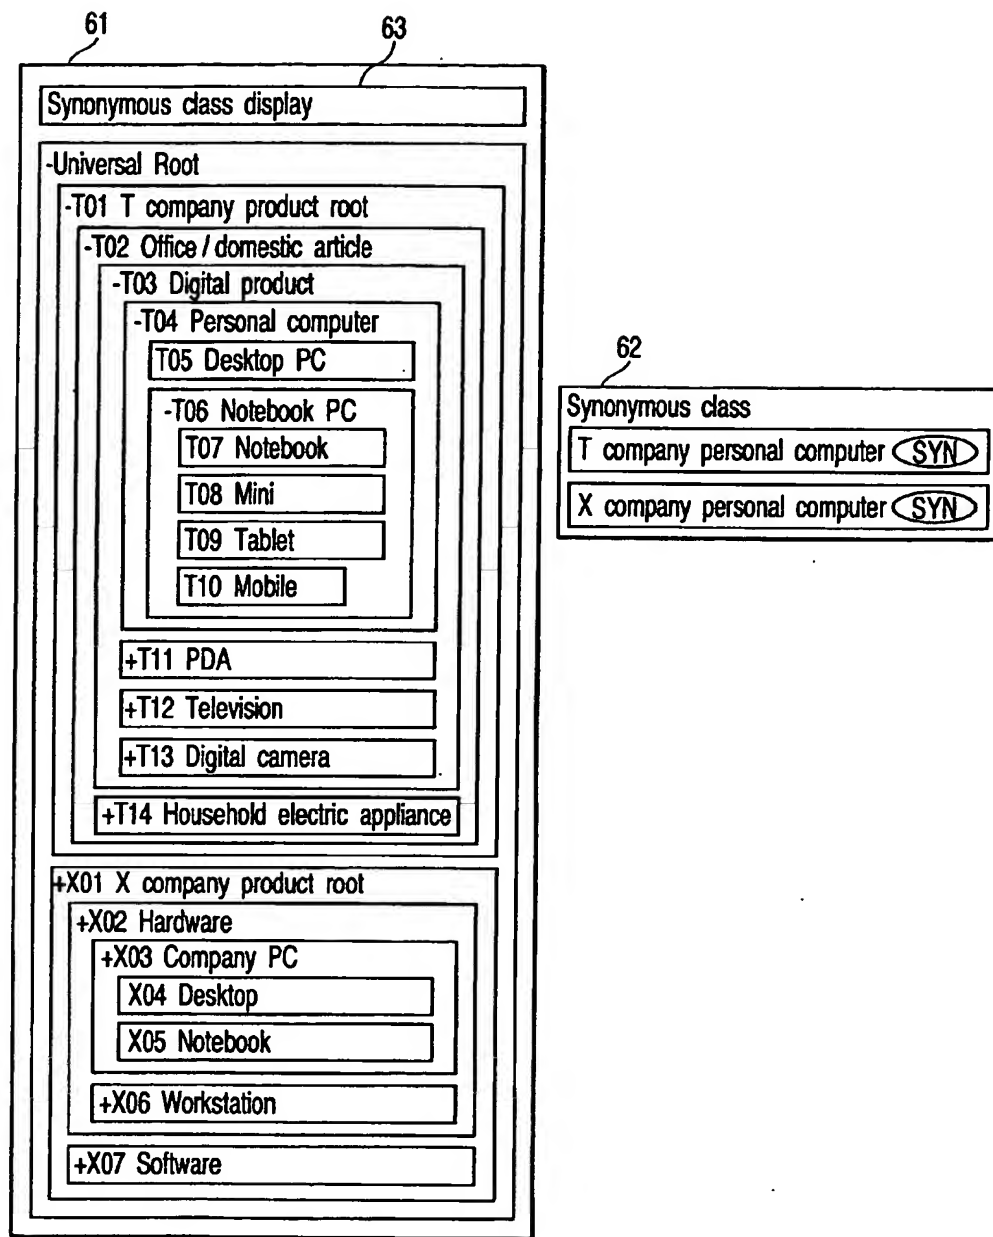 61
63
Synonymous class display
-Universal Root
-T01 T company product root
-T02 Office / domestic article
-T03 Digital product
-T04 Personal computer
T05 Desktop PC
-T06 Notebook PC
T07 Notebook
T08 Mini
T09 Tablet
T10 Mobile
+T11 PDA
+T12 Television
+T13 Digital camera
+T14 Household electric appliance
+X01 X company product root
+X02 Hardware
+X03 Company PC
X04 Desktop
X05 Notebook
+X06 Workstation
+X07 Software
62
Synonymous class
T company personal computer SYN
X company personal computer SYN